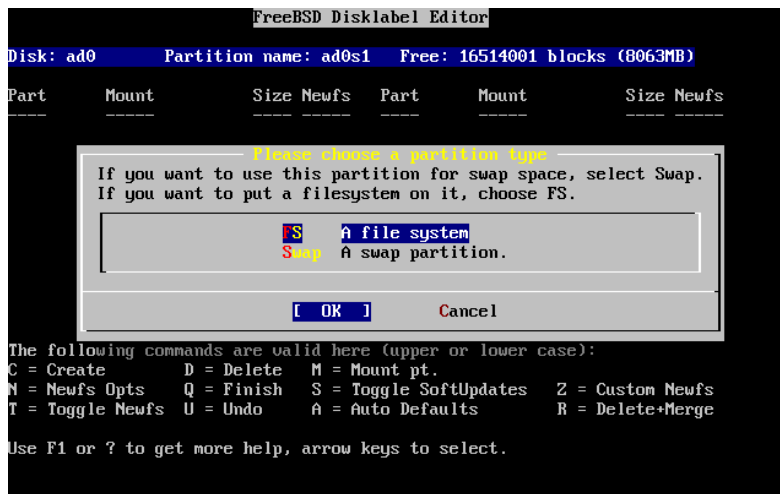 FreeBSD Disklabel Editor
Disk: ad0 Partition name: ad0s1 Free: 16514001 blocks (8063MB)
Part Mount Size Newfs Part Mount Size Newfs
---- ----- ---- ----- ---- ----- ---- -----
Please choose a partition type
If you want to use this partition for swap space, select Swap.
If you want to put a filesystem on it, choose FS.
FS A file system
Swap A swap partition.
[ OK ] Cancel
The following commands are valid here (upper or lower case):
C = Create D = Delete M = Mount pt.
N = Newfs Opts Q = Finish S = Toggle SoftUpdates Z = Custom Newfs
T = Toggle Newfs U = Undo A = Auto Defaults R = Delete+Merge
Use F1 or ? to get more help, arrow keys to select.